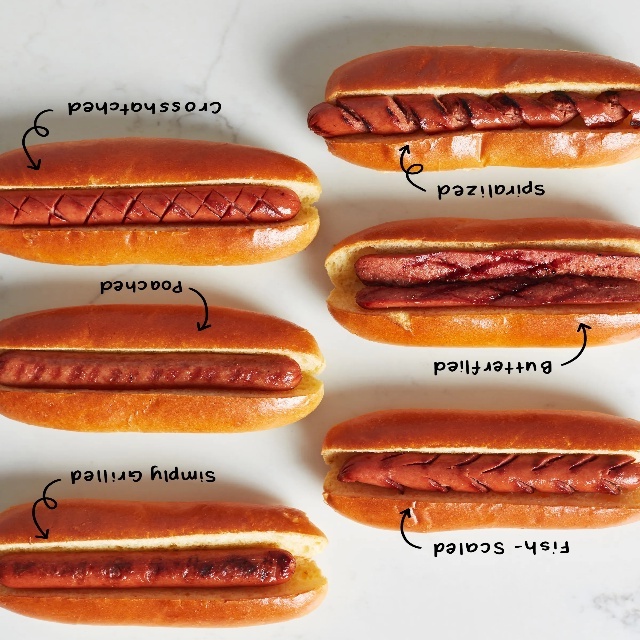 Fish-Scaled
Simply Grilled
Butterflied
Poached
Spiralized
Crosshatched